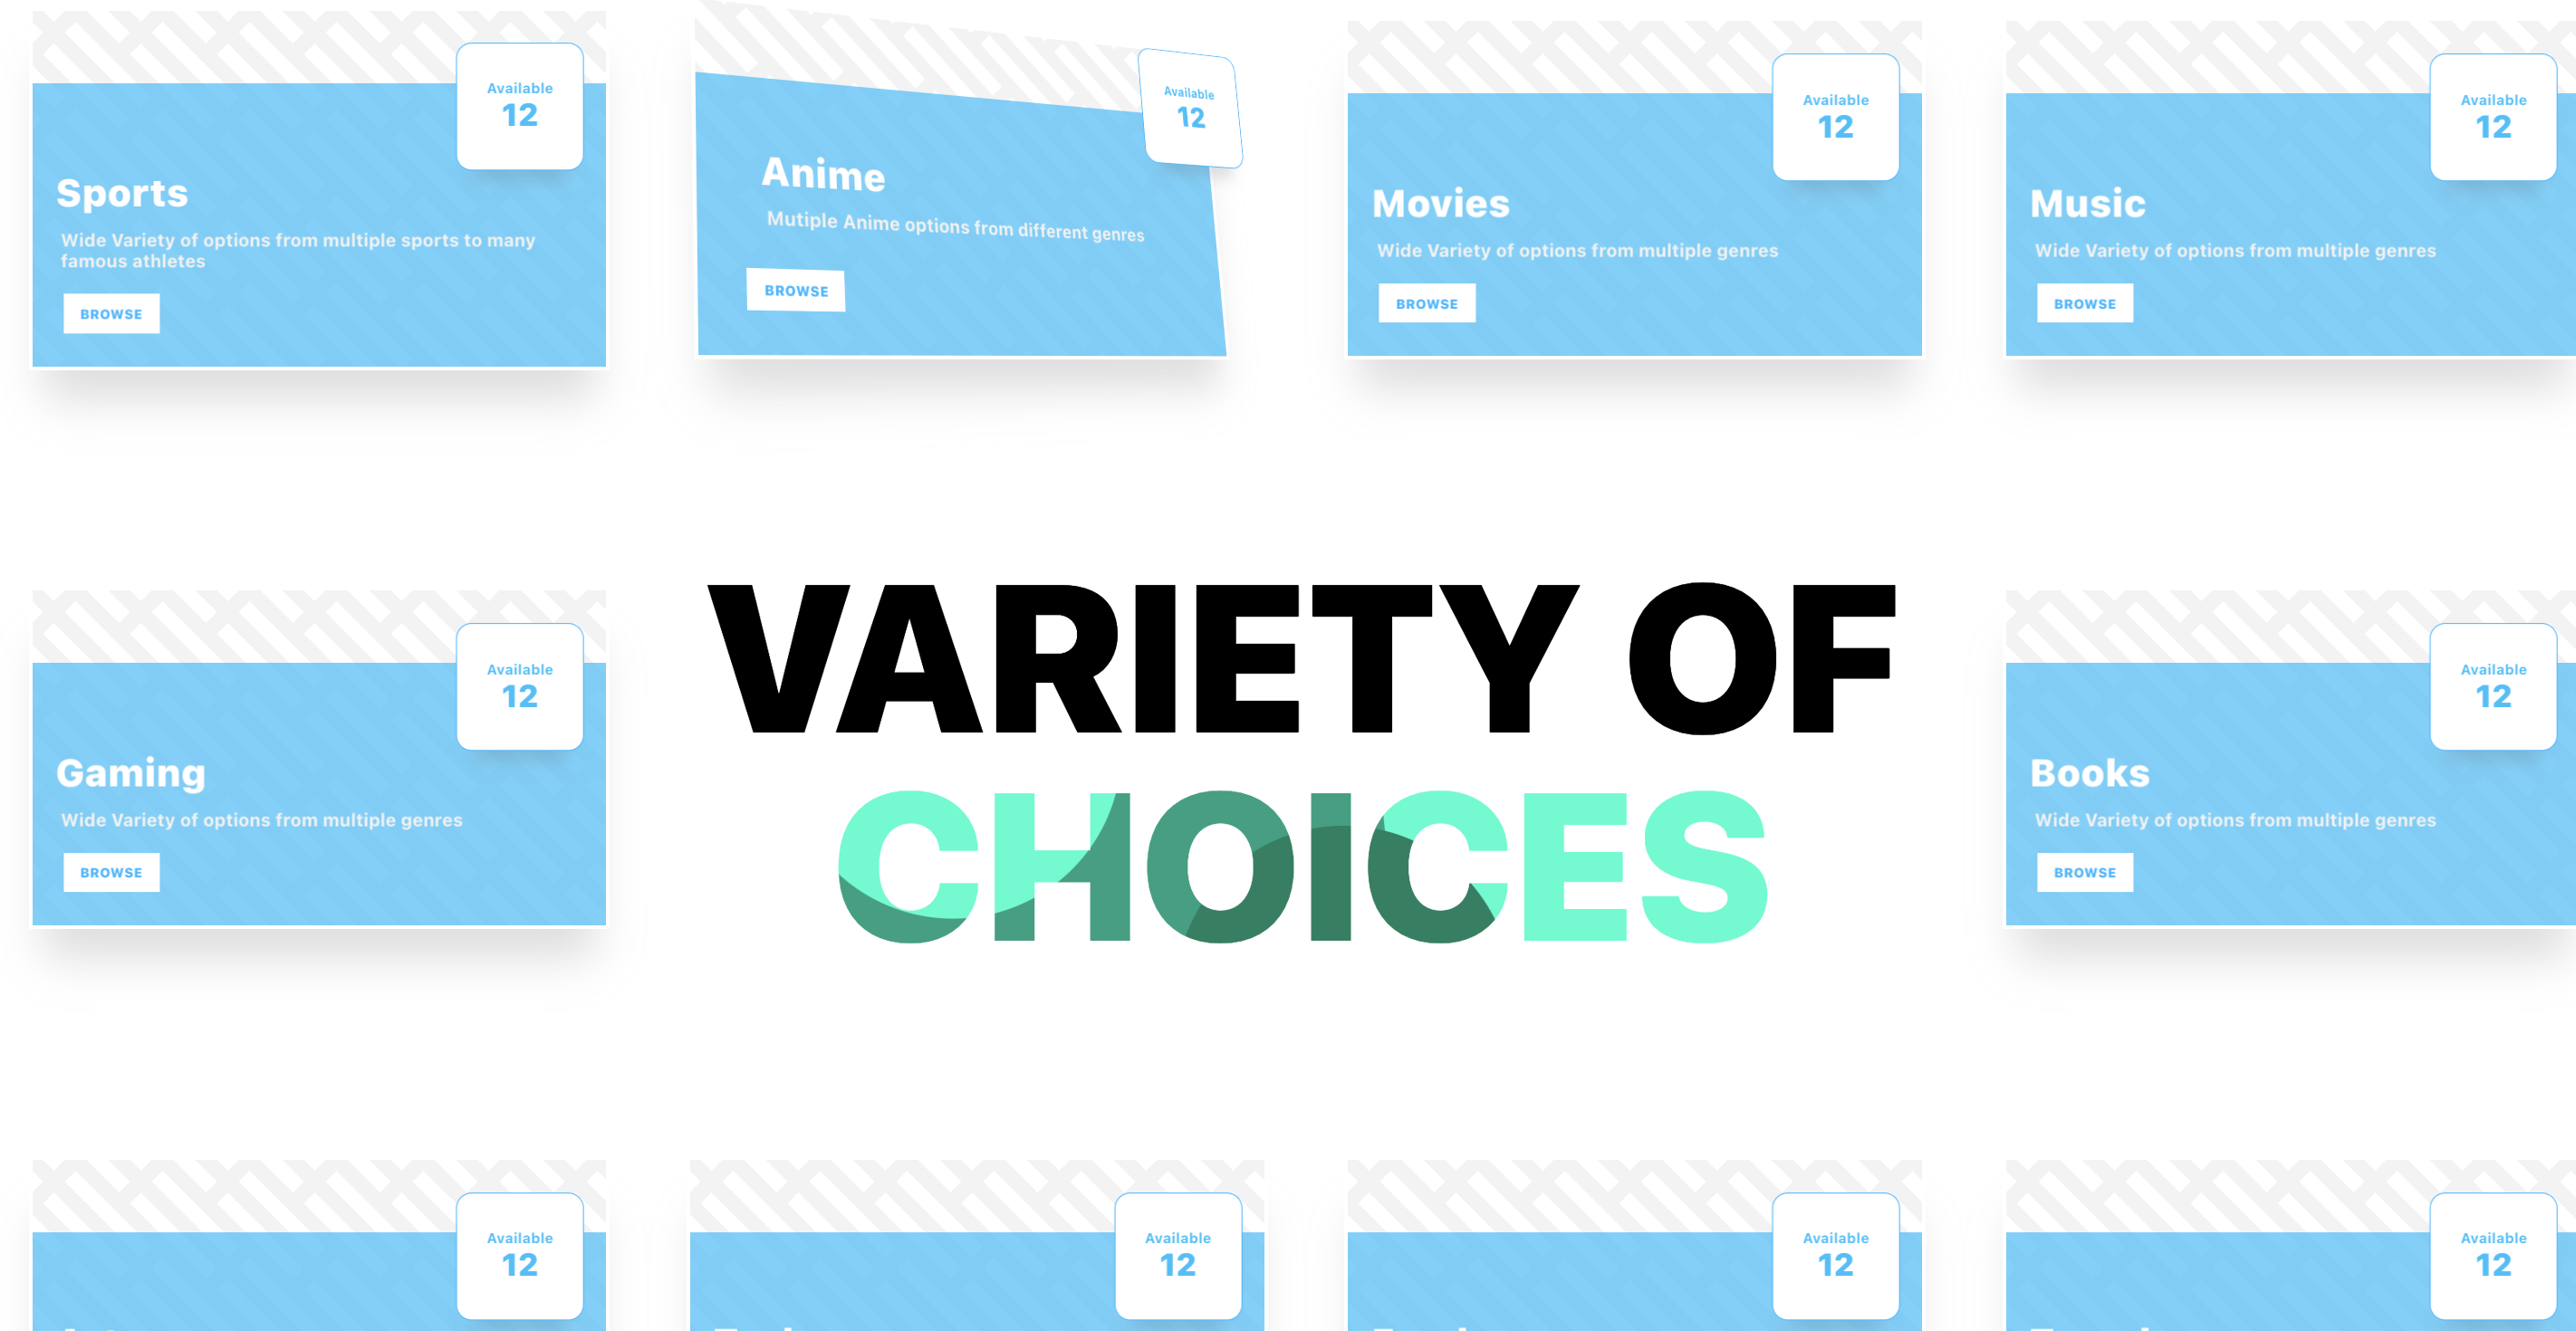 Available
12
Sports
Wide Variety of options from multiple sports to many
famous athletes
BROWSE
Available
12
Anime
Mutiple Anime options from different genres
BROWSE
Available
12
Movies
Wide Variety of options from multiple genres
BROWSE
Available
12
Music
Wide Variety of options from multiple genres
BROWSE
Available
12
Gaming
Wide Variety of options from multiple genres
BROWSE
VARIETY OF
CHOICES
Available
12
Books
Wide Variety of options from multiple genres
BROWSE
Available
12
Available
12
Available
12
Available
12